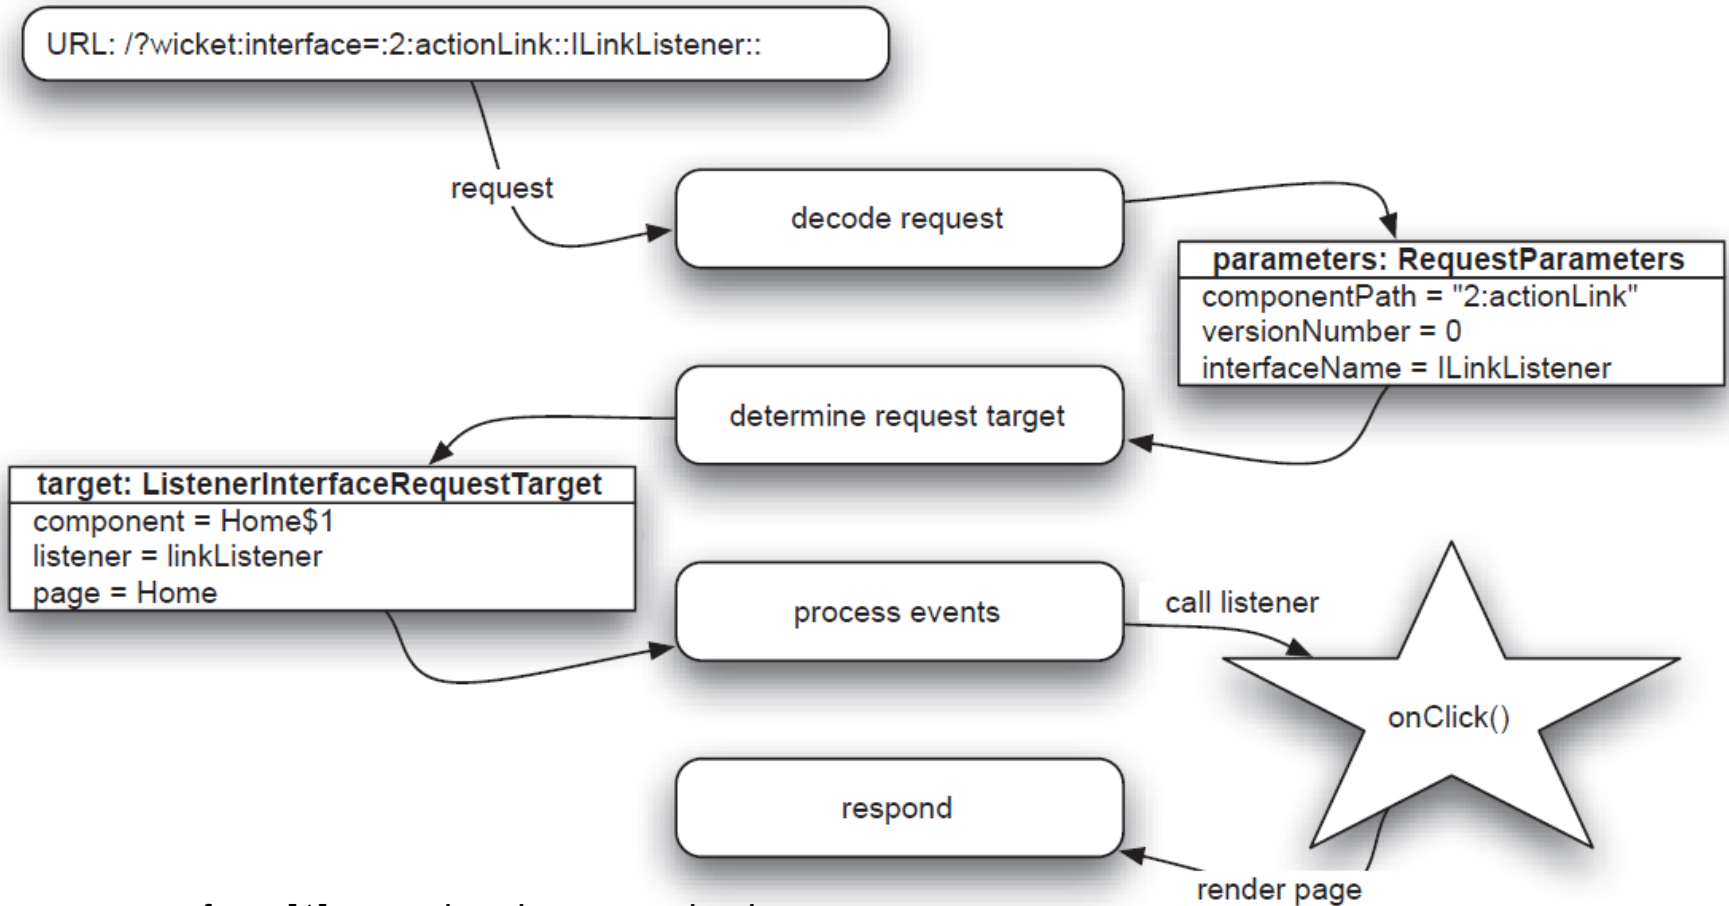 URL: /?wicket:interface=:2:actionLink::ILinkListener::
request
decode request
parameters: RequestParameters
componentPath = "2:actionLink"
versionNumber = 0
interfaceName = ILinkListener
determine request target
target: ListenerInterfaceRequestTarget
component = Home$1
listener = linkListener
page = Home
process events
call listener
onClick()
respond
render page